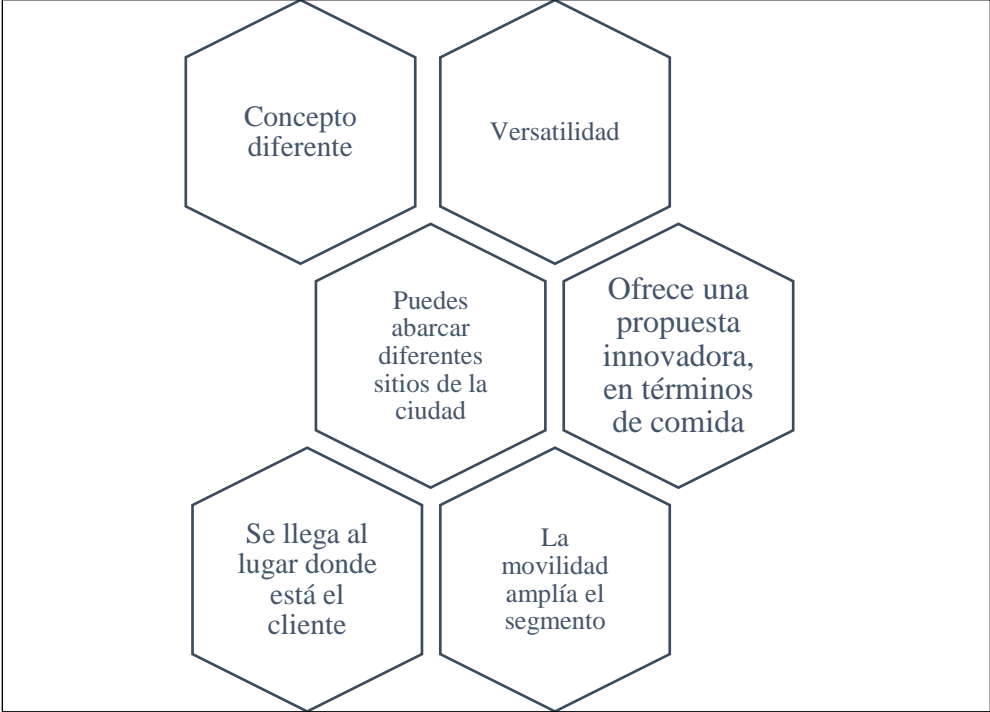 Concepto
diferente
Versatilidad
Puedes
abarcar
diferentes
sitios de la
ciudad
Ofrece una
propuesta
innovadora,
en términos
de comida
Se llega al
lugar donde
está el
cliente
La
movilidad
amplía el
segmento